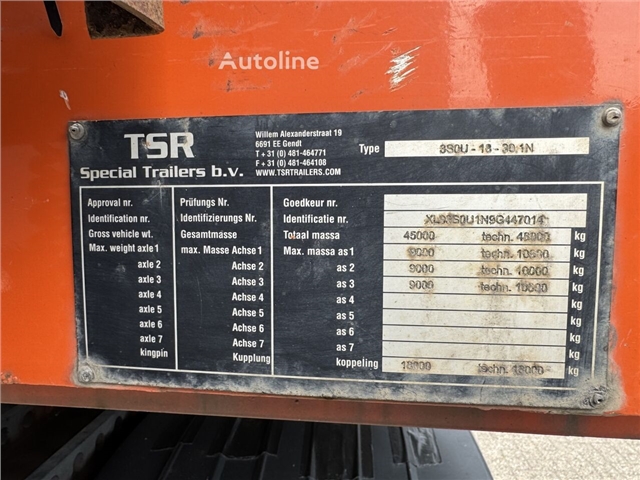 Autoline
TSR
Special Trailers b.v.
Willem Alexanderstraat 19
6691 EE Gendt
T + 31 (0) 481-464771
F + 31 (0) 481-464108
WWW.TSRTRAILERS.COM
Type
Approval nr. Prüfungs Nr. Goedkeur nr.
Identification nr. Identifizierungs Nr. Identificatie nr.
Gross vehicle wt. Gesamtmasse Totaal massa 45000 techn. 48000 kg
Max. weight axle 1 max. Masse Achse 1 Max. massa as 1 9000 techn. kg
axle 2 Achse 2 as 2 9000 techn. kg
axle 3 Achse 3 as 3 9000 techn. kg
axle 4 Achse 4 as 4 kg
axle 5 Achse 5 as 5 kg
axle 6 Achse 6 as 6 kg
axle 7 Achse 7 as 7 kg
kingpin Kupplung koppeling 18000 techn. 18000 kg